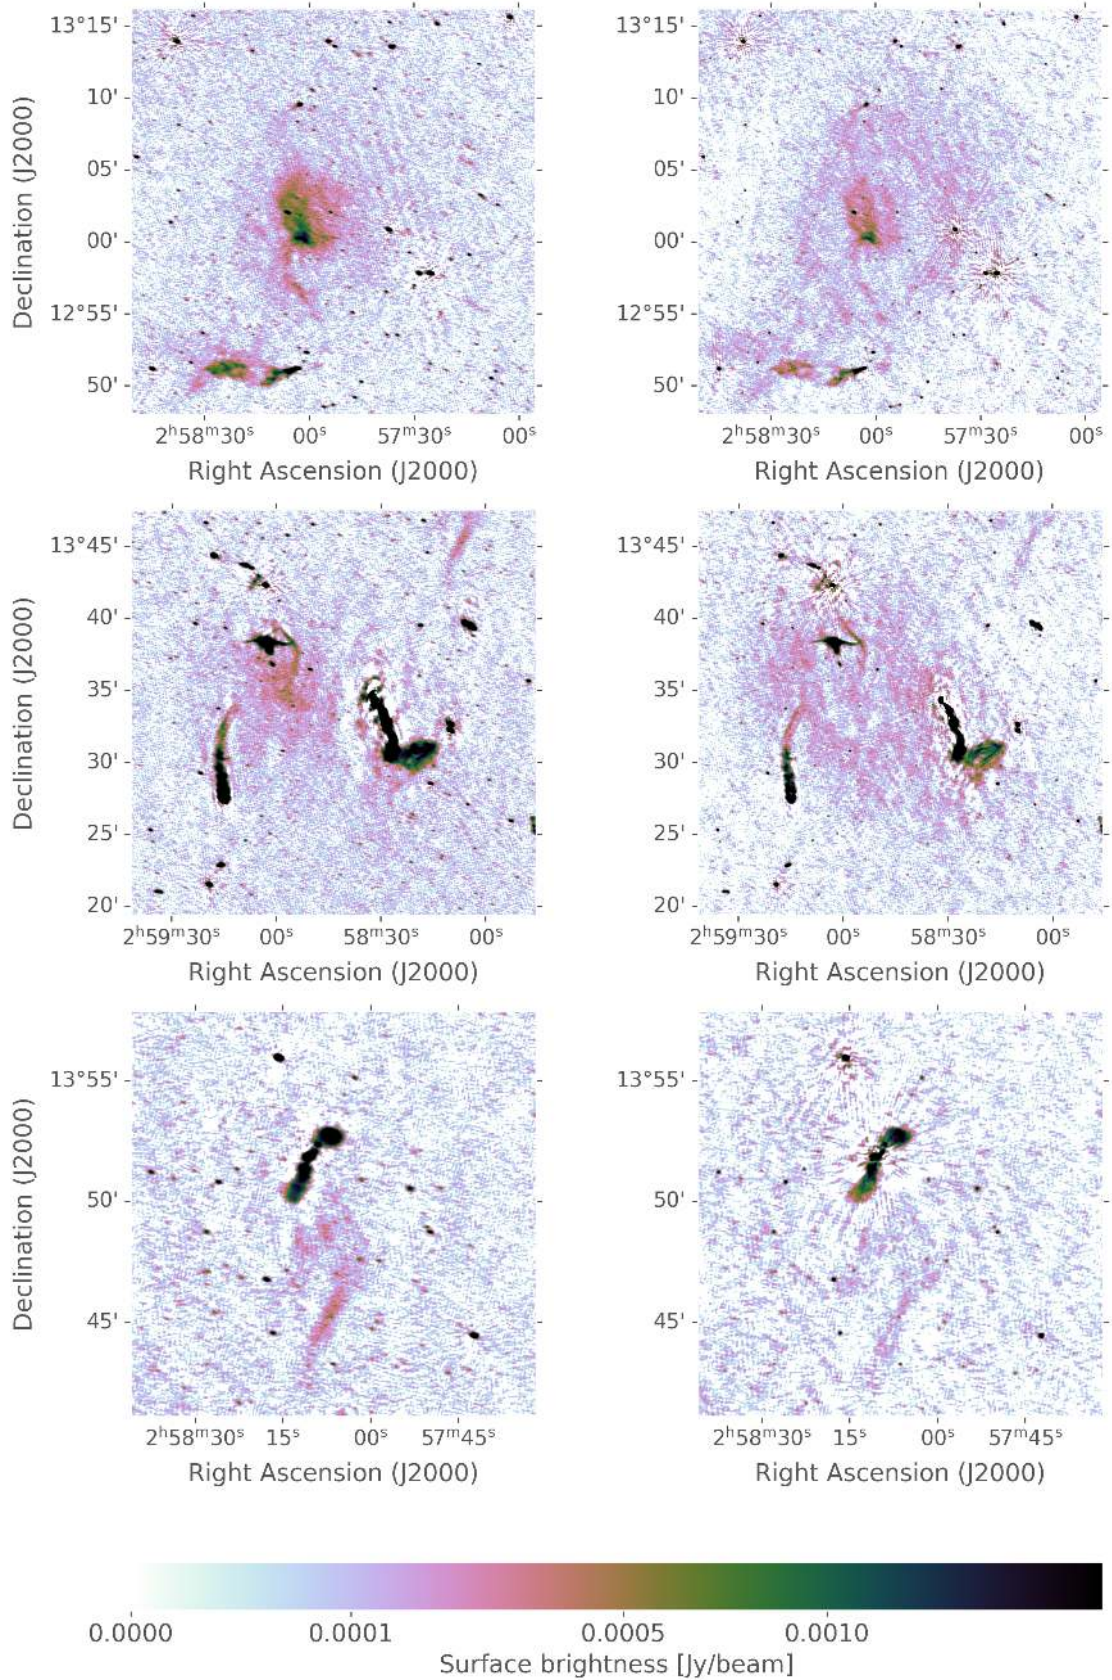 13°15'
10'
05'
00'
12°55'
50'
Declination (J2000)
2ʰ58ᵐ30ˢ 00ˢ 57ᵐ30ˢ 00ˢ
Right Ascension (J2000)
13°15'
10'
05'
00'
12°55'
50'
2ʰ58ᵐ30ˢ 00ˢ 57ᵐ30ˢ 00ˢ
Right Ascension (J2000)
13°45'
40'
35'
30'
25'
20'
Declination (J2000)
2ʰ59ᵐ30ˢ 00ˢ 58ᵐ30ˢ 00ˢ
Right Ascension (J2000)
13°45'
40'
35'
30'
25'
20'
2ʰ59ᵐ30ˢ 00ˢ 58ᵐ30ˢ 00ˢ
Right Ascension (J2000)
13°55'
50'
45'
Declination (J2000)
2ʰ58ᵐ30ˢ 15ˢ 00ˢ 57ᵐ45ˢ
Right Ascension (J2000)
13°55'
50'
45'
2ʰ58ᵐ30ˢ 15ˢ 00ˢ 57ᵐ45ˢ
Right Ascension (J2000)
0.0000 0.0001 0.0005 0.0010
Surface brightness [Jy/beam]